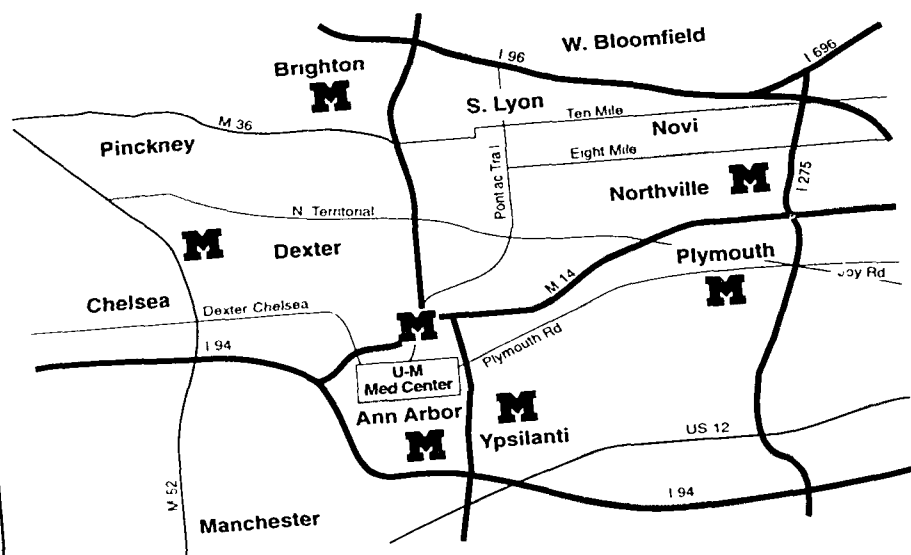 W. Bloomfield
I 96
I 696
Brighton
M
S. Lyon
Ten Mile
Novi
M 36
Pinckney
Eight Mile
Pontiac Trail
Northville
M
I 275
N Territorial
M
Dexter
Plymouth
M
Joy Rd
M 14
Chelsea
Dexter Chelsea
M
Plymouth Rd
I 94
U-M
Med Center
Ann Arbor
M
M
Ypsilanti
US 12
I 94
M 52
Manchester